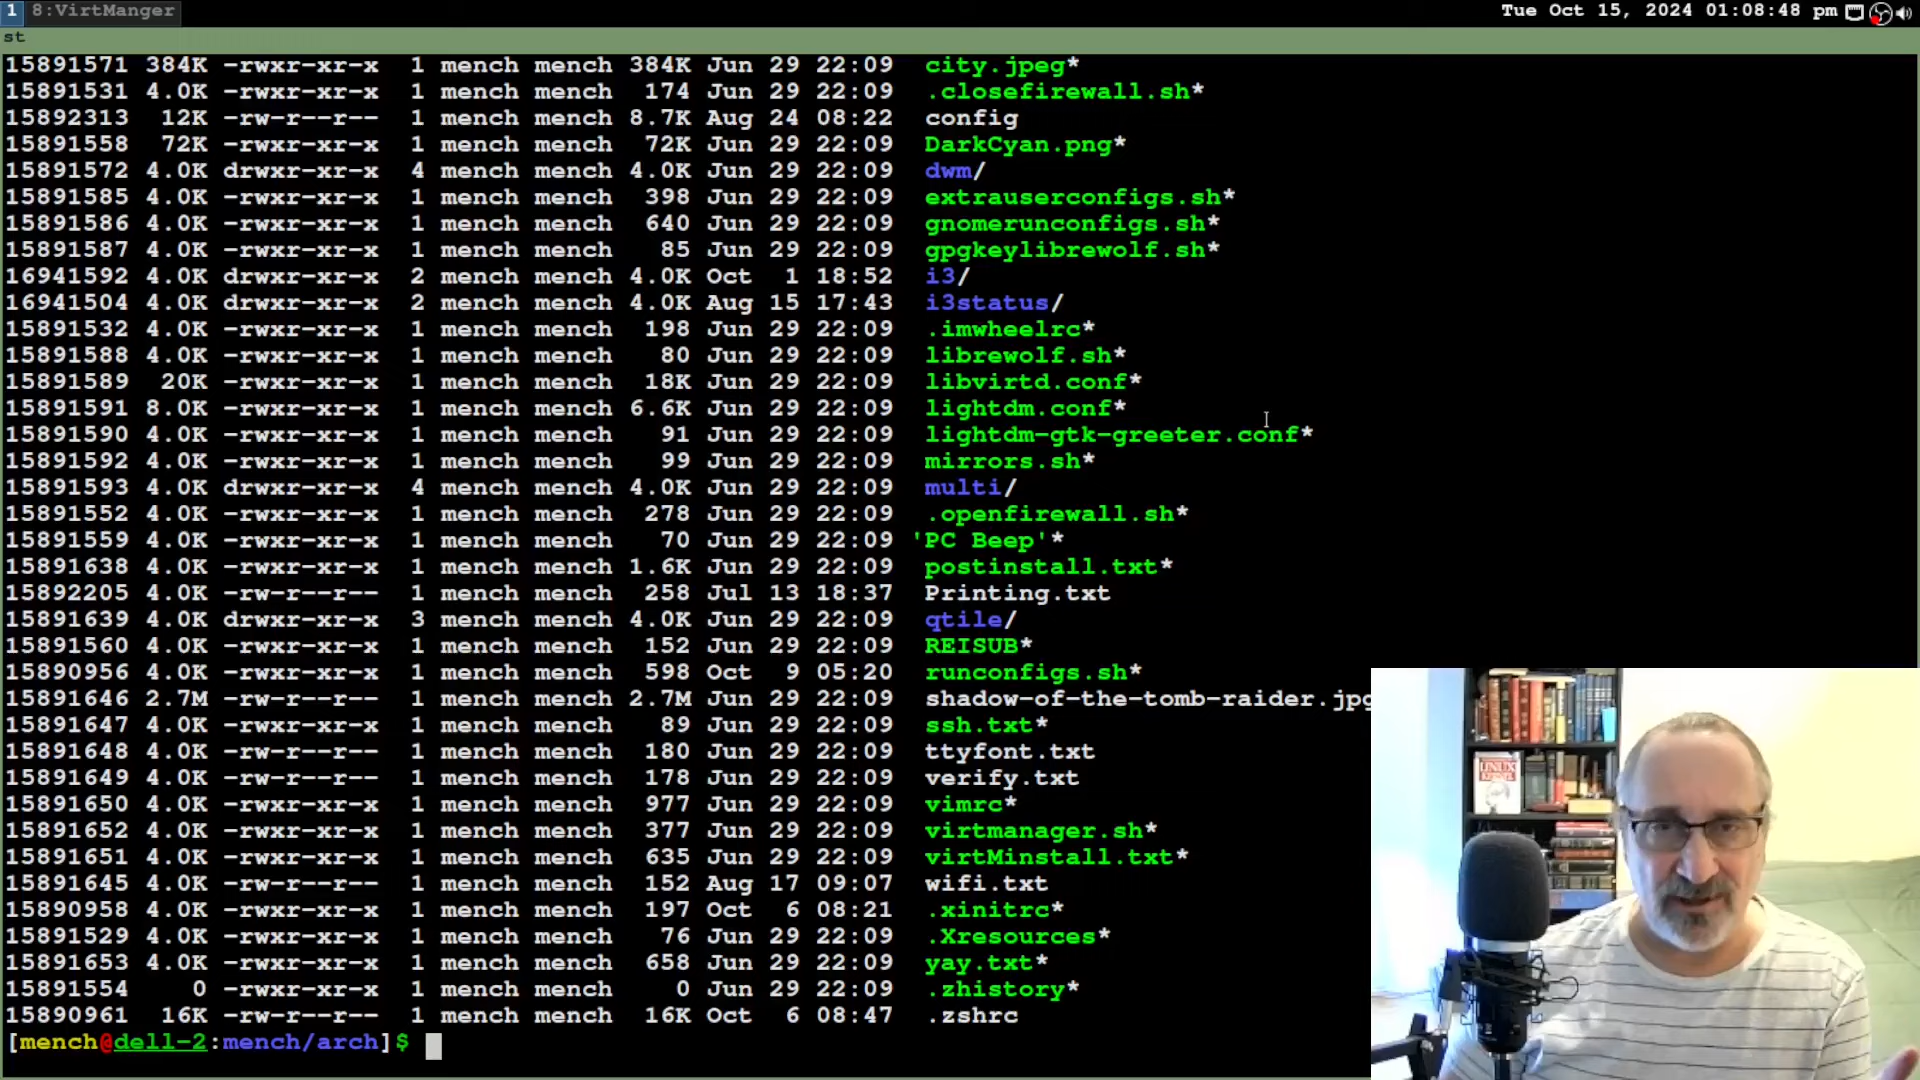 1 8:VirtManger Tue Oct 15, 2024 01:08:48 pm
st
15891571 384K -rwxr-xr-x 1 mench mench 384K Jun 29 22:09 city.jpeg*
15891531 4.0K -rwxr-xr-x 1 mench mench 174 Jun 29 22:09 .closefirewall.sh*
15892313 12K -rw-r--r-- 1 mench mench 8.7K Aug 24 08:22 config
15891558 72K -rwxr-xr-x 1 mench mench 72K Jun 29 22:09 DarkCyan.png*
15891572 4.0K drwxr-xr-x 4 mench mench 4.0K Jun 29 22:09 dwm/
15891585 4.0K -rwxr-xr-x 1 mench mench 398 Jun 29 22:09 extrauserconfigs.sh*
15891586 4.0K -rwxr-xr-x 1 mench mench 640 Jun 29 22:09 gnomerunconfigs.sh*
15891587 4.0K -rwxr-xr-x 1 mench mench 85 Jun 29 22:09 gpgkeylibrewolf.sh*
16941592 4.0K drwxr-xr-x 2 mench mench 4.0K Oct 1 18:52 i3/
16941504 4.0K drwxr-xr-x 2 mench mench 4.0K Aug 15 17:43 i3status/
15891532 4.0K -rwxr-xr-x 1 mench mench 198 Jun 29 22:09 .imwheelrc*
15891588 4.0K -rwxr-xr-x 1 mench mench 80 Jun 29 22:09 librewolf.sh*
15891589 20K -rwxr-xr-x 1 mench mench 18K Jun 29 22:09 libvirtd.conf*
15891591 8.0K -rwxr-xr-x 1 mench mench 6.6K Jun 29 22:09 lightdm.conf*
15891590 4.0K -rwxr-xr-x 1 mench mench 91 Jun 29 22:09 lightdm-gtk-greeter.conf*
15891592 4.0K -rwxr-xr-x 1 mench mench 99 Jun 29 22:09 mirrors.sh*
15891593 4.0K drwxr-xr-x 4 mench mench 4.0K Jun 29 22:09 multi/
15891552 4.0K -rwxr-xr-x 1 mench mench 278 Jun 29 22:09 .openfirewall.sh*
15891559 4.0K -rwxr-xr-x 1 mench mench 70 Jun 29 22:09 'PC Beep'*
15891638 4.0K -rwxr-xr-x 1 mench mench 1.6K Jun 29 22:09 postinstall.txt*
15892205 4.0K -rw-r--r-- 1 mench mench 258 Jul 13 18:37 Printing.txt
15891639 4.0K drwxr-xr-x 3 mench mench 4.0K Jun 29 22:09 qtile/
15891560 4.0K -rwxr-xr-x 1 mench mench 152 Jun 29 22:09 REISUB*
15890956 4.0K -rwxr-xr-x 1 mench mench 598 Oct 9 05:20 runconfigs.sh*
15891646 2.7M -rw-r--r-- 1 mench mench 2.7M Jun 29 22:09 shadow-of-the-tomb-raider.jpg
15891647 4.0K -rwxr-xr-x 1 mench mench 89 Jun 29 22:09 ssh.txt*
15891648 4.0K -rw-r--r-- 1 mench mench 180 Jun 29 22:09 ttyfont.txt
15891649 4.0K -rw-r--r-- 1 mench mench 178 Jun 29 22:09 verify.txt
15891650 4.0K -rwxr-xr-x 1 mench mench 977 Jun 29 22:09 vimrc*
15891652 4.0K -rwxr-xr-x 1 mench mench 377 Jun 29 22:09 virtmanager.sh*
15891651 4.0K -rwxr-xr-x 1 mench mench 635 Jun 29 22:09 virtMinstall.txt*
15891645 4.0K -rw-r--r-- 1 mench mench 152 Aug 17 09:07 wifi.txt
15890958 4.0K -rwxr-xr-x 1 mench mench 197 Oct 6 08:21 .xinitrc*
15891529 4.0K -rwxr-xr-x 1 mench mench 76 Jun 29 22:09 .Xresources*
15891653 4.0K -rwxr-xr-x 1 mench mench 658 Jun 29 22:09 yay.txt*
15891554 0 -rwxr-xr-x 1 mench mench 0 Jun 29 22:09 .zhistory*
15890961 16K -rw-r--r-- 1 mench mench 16K Oct 6 08:47 .zshrc
[mench@dell-2:mench/arch]$
LINUX
KERNEL